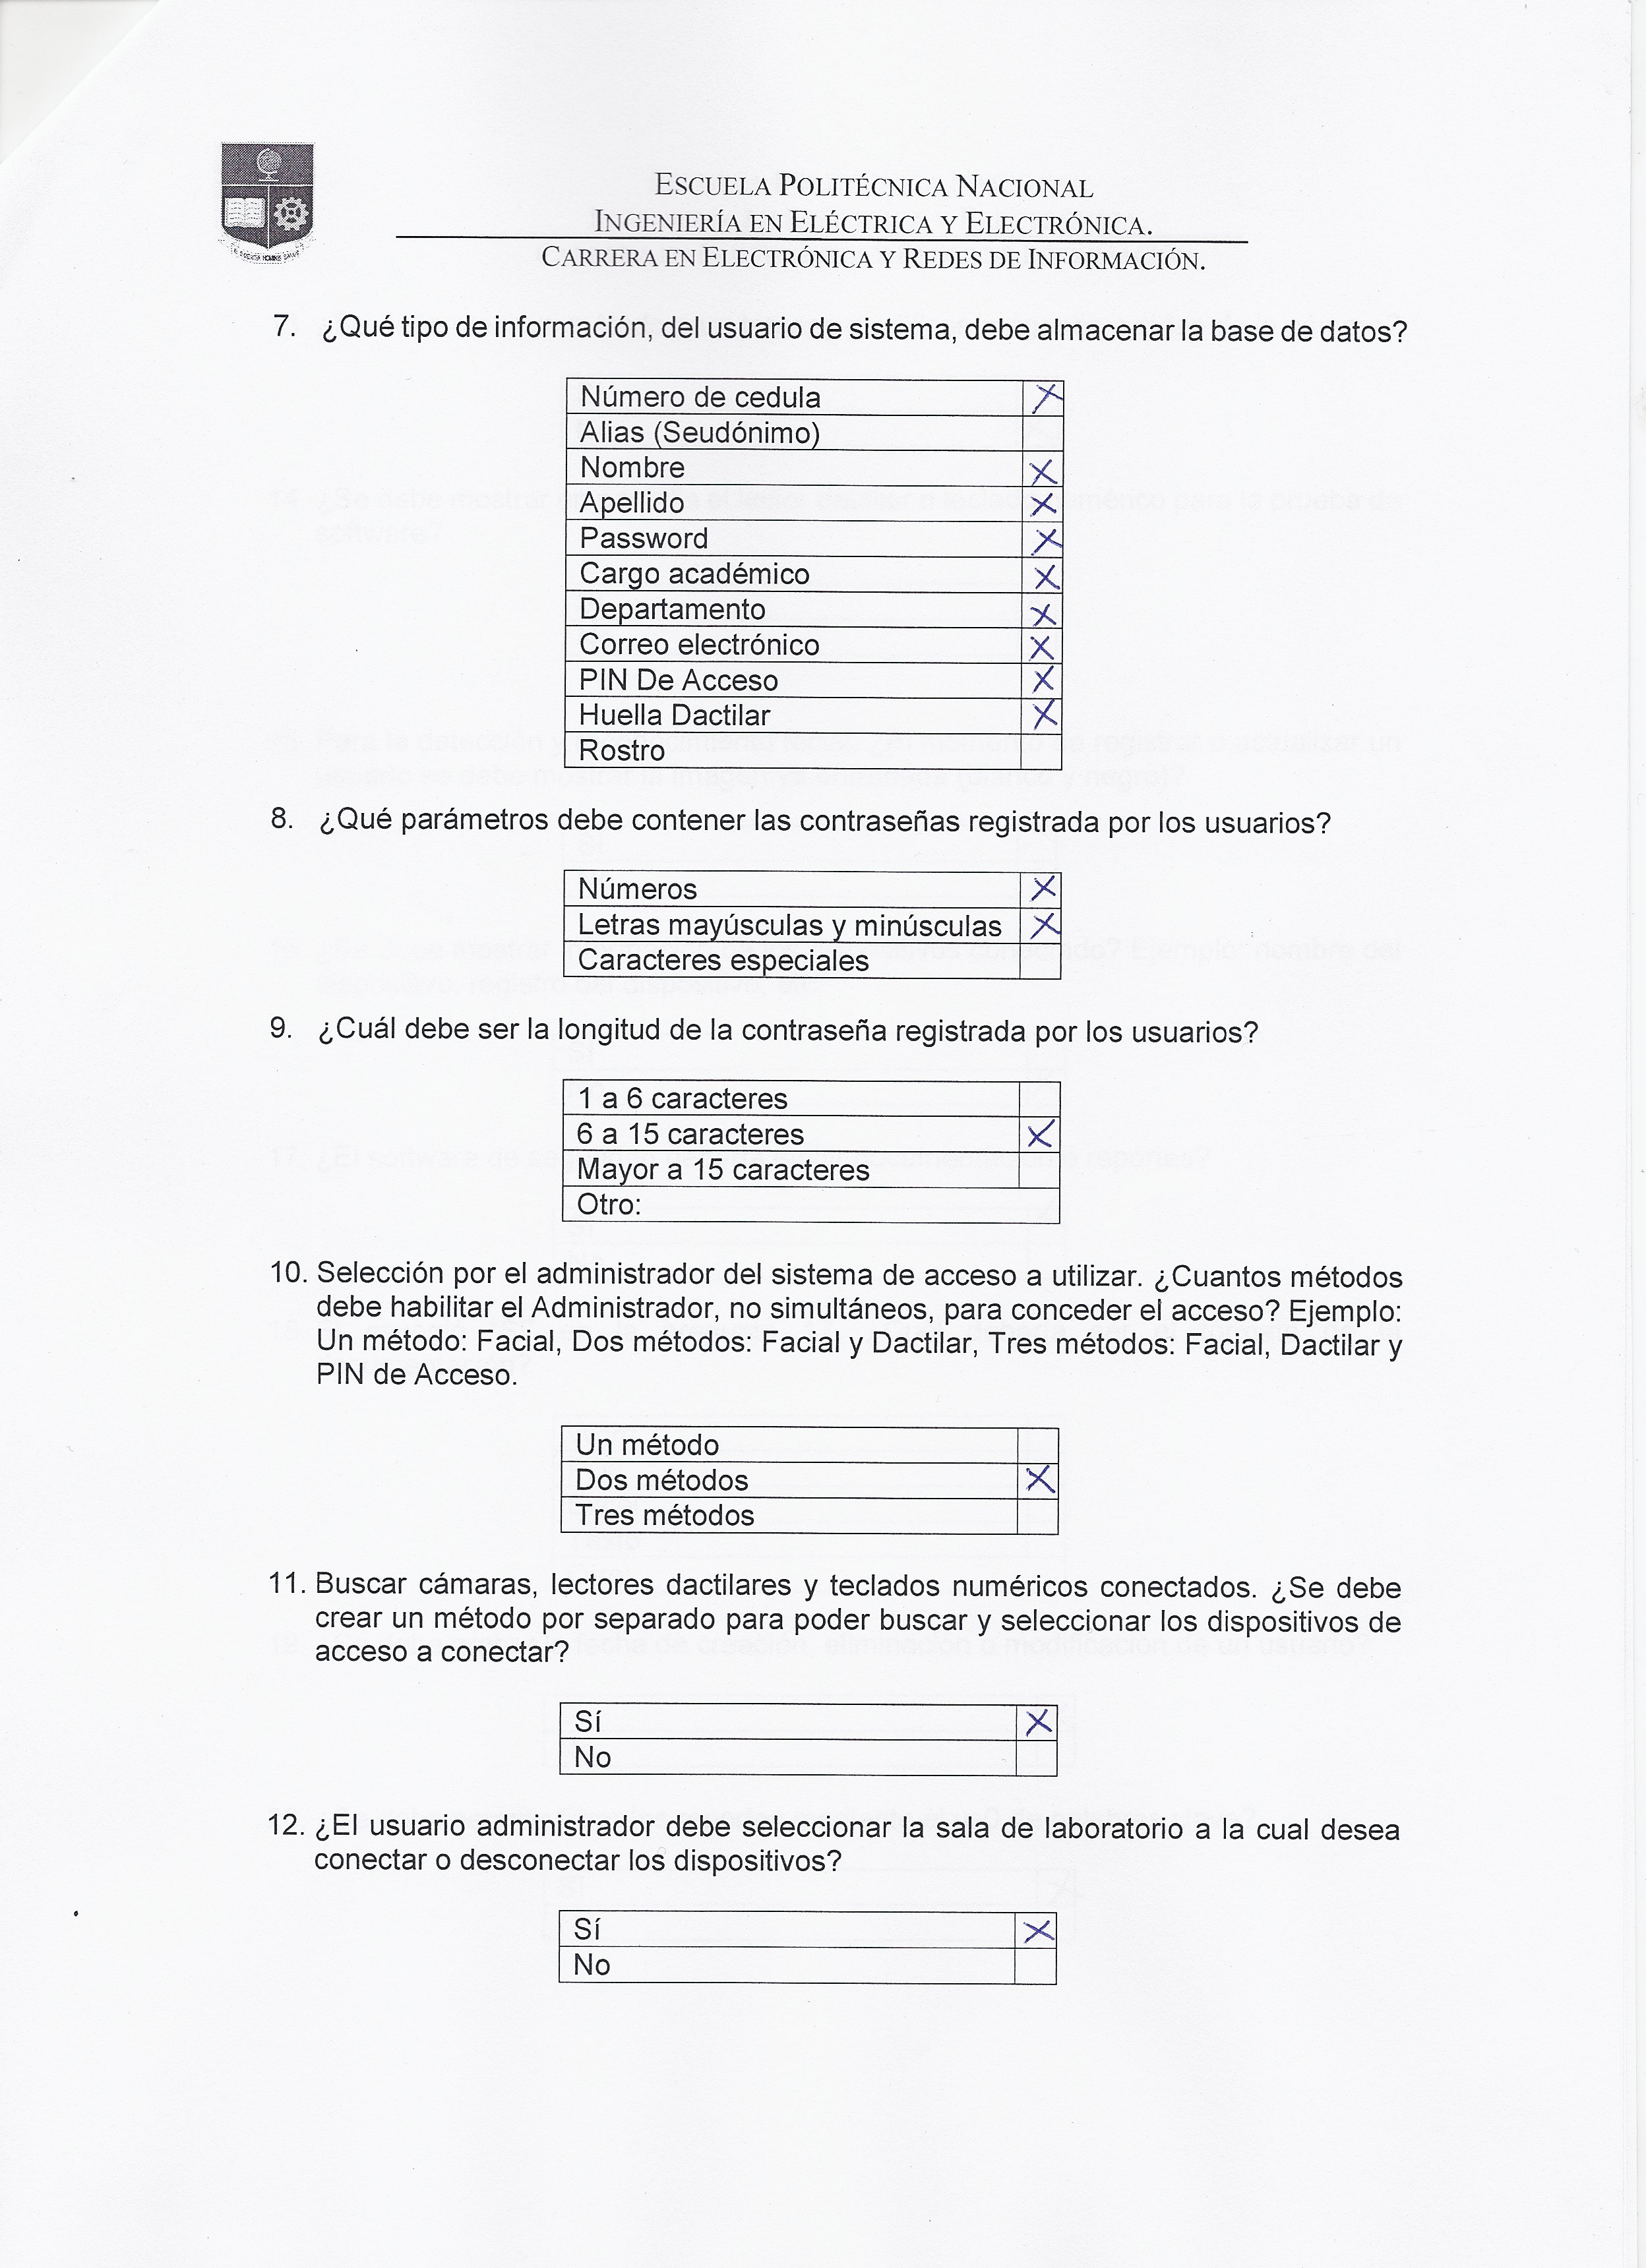 ESCUELA POLITÉCNICA NACIONAL
INGENIERÍA EN ELÉCTRICA Y ELECTRÓNICA.
CARRERA EN ELECTRÓNICA Y REDES DE INFORMACIÓN.
7. ¿Qué tipo de información, del usuario de sistema, debe almacenar la base de datos?
Número de cedula X
Alias (Seudónimo)
Nombre X
Apellido X
Password X
Cargo académico X
Departamento X
Correo electrónico X
PIN De Acceso X
Huella Dactilar X
Rostro
8. ¿Qué parámetros debe contener las contraseñas registrada por los usuarios?
Números X
Letras mayúsculas y minúsculas X
Caracteres especiales
9. ¿Cuál debe ser la longitud de la contraseña registrada por los usuarios?
1 a 6 caracteres
6 a 15 caracteres X
Mayor a 15 caracteres
Otro:
10. Selección por el administrador del sistema de acceso a utilizar. ¿Cuantos métodos
debe habilitar el Administrador, no simultáneos, para conceder el acceso? Ejemplo:
Un método: Facial, Dos métodos: Facial y Dactilar, Tres métodos: Facial, Dactilar y
PIN de Acceso.
Un método
Dos métodos X
Tres métodos
11. Buscar cámaras, lectores dactilares y teclados numéricos conectados. ¿Se debe
crear un método por separado para poder buscar y seleccionar los dispositivos de
acceso a conectar?
Sí X
No
12. ¿El usuario administrador debe seleccionar la sala de laboratorio a la cual desea
conectar o desconectar los dispositivos?
Sí X
No